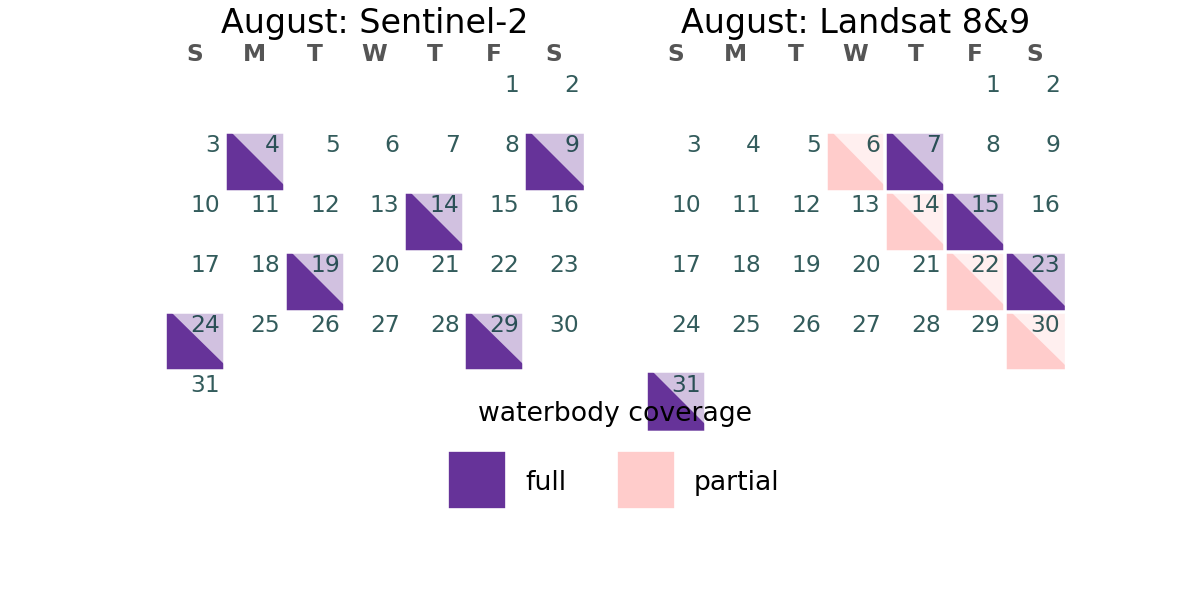 August: Sentinel-2
S M T W T F S
1 2
3 4 5 6 7 8 9
10 11 12 13 14 15 16
17 18 19 20 21 22 23
24 25 26 27 28 29 30
31
August: Landsat 8&9
S M T W T F S
1 2
3 4 5 6 7 8 9
10 11 12 13 14 15 16
17 18 19 20 21 22 23
24 25 26 27 28 29 30
31
waterbody coverage
full partial